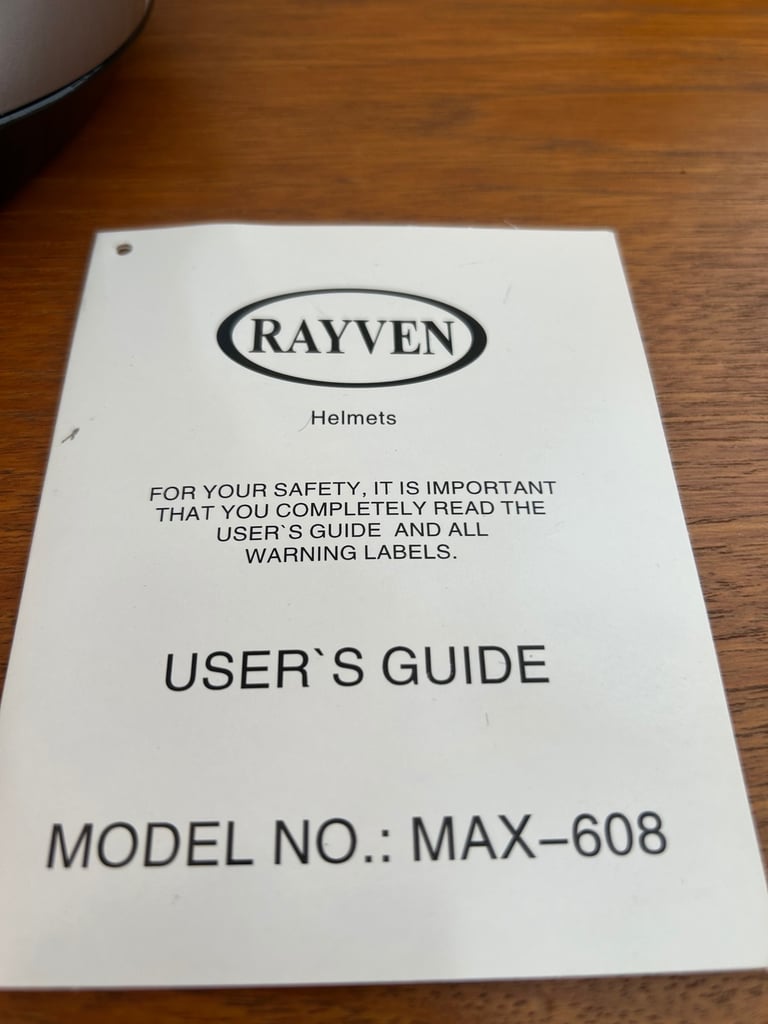 RAYVEN
Helmets
FOR YOUR SAFETY, IT IS IMPORTANT
THAT YOU COMPLETELY READ THE
USER`S GUIDE AND ALL
WARNING LABELS.
USER`S GUIDE
MODEL NO.: MAX-608